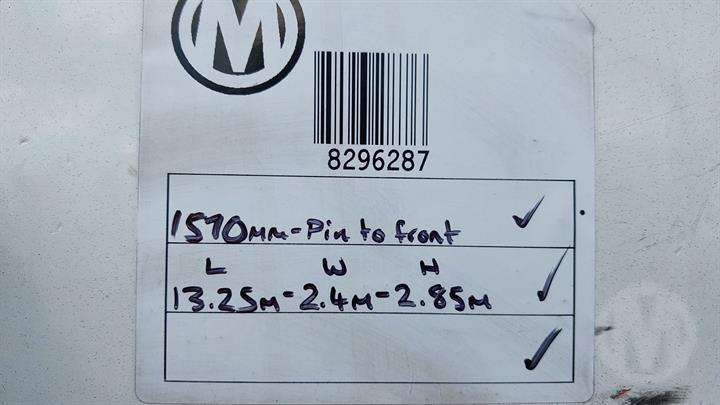 M
8296287
1570mm - Pin to front ✓
L W H
13.25m - 2.4m - 2.85m ✓
✓
M